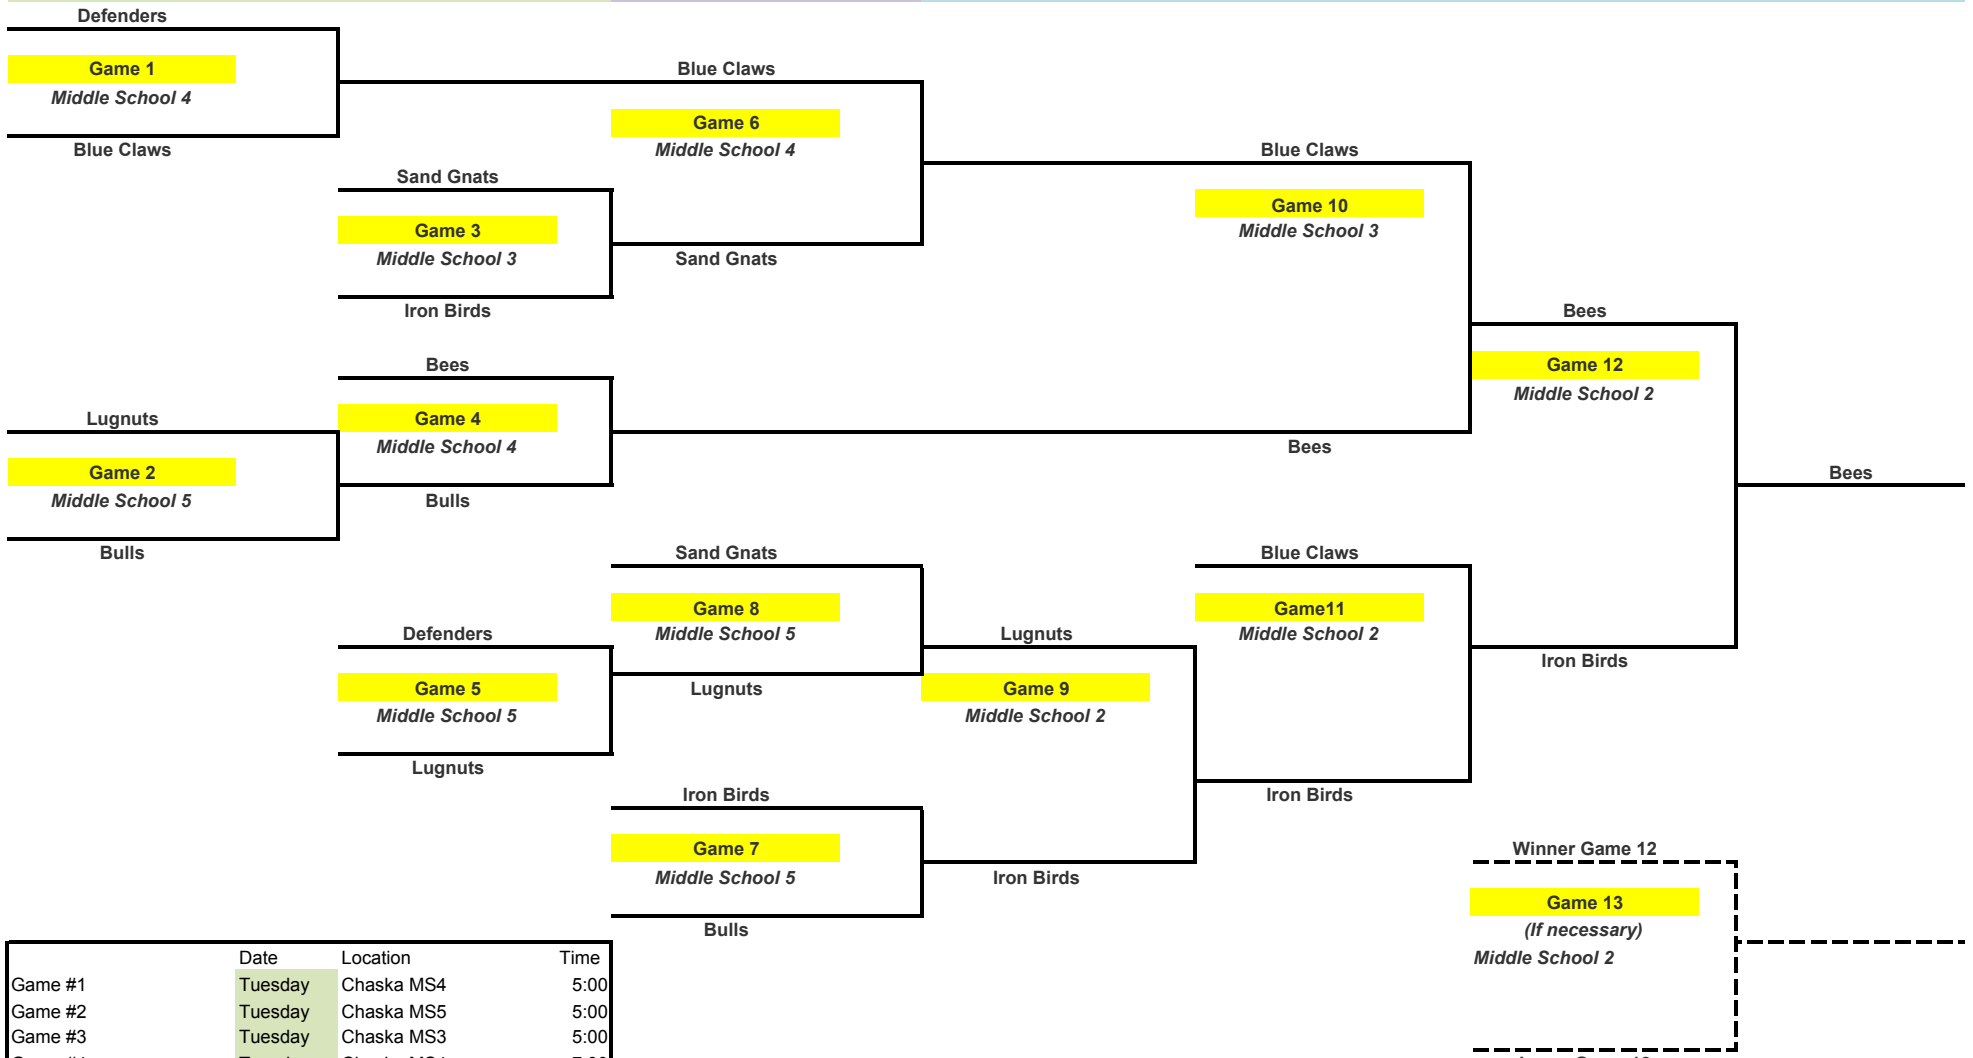 Defenders
Game 1
Middle School 4
Blue Claws
Blue Claws
Game 6
Middle School 4
Sand Gnats
Game 3
Middle School 3
Sand Gnats
Iron Birds
Blue Claws
Game 10
Middle School 3
Bees
Game 12
Middle School 2
Bees
Lugnuts
Game 4
Middle School 4
Bees
Game 2
Middle School 5
Bulls
Bees
Bulls
Sand Gnats
Blue Claws
Game 8
Game11
Defenders
Middle School 5
Lugnuts
Middle School 2
Iron Birds
Game 5
Lugnuts
Game 9
Middle School 5
Middle School 2
Lugnuts
Iron Birds
Iron Birds
Game 7
Winner Game 12
Middle School 5
Iron Birds
Game 13
Bulls
(If necessary)
Middle School 2
Date Location Time
Game #1 Tuesday Chaska MS4 5:00
Game #2 Tuesday Chaska MS5 5:00
Game #3 Tuesday Chaska MS3 5:00